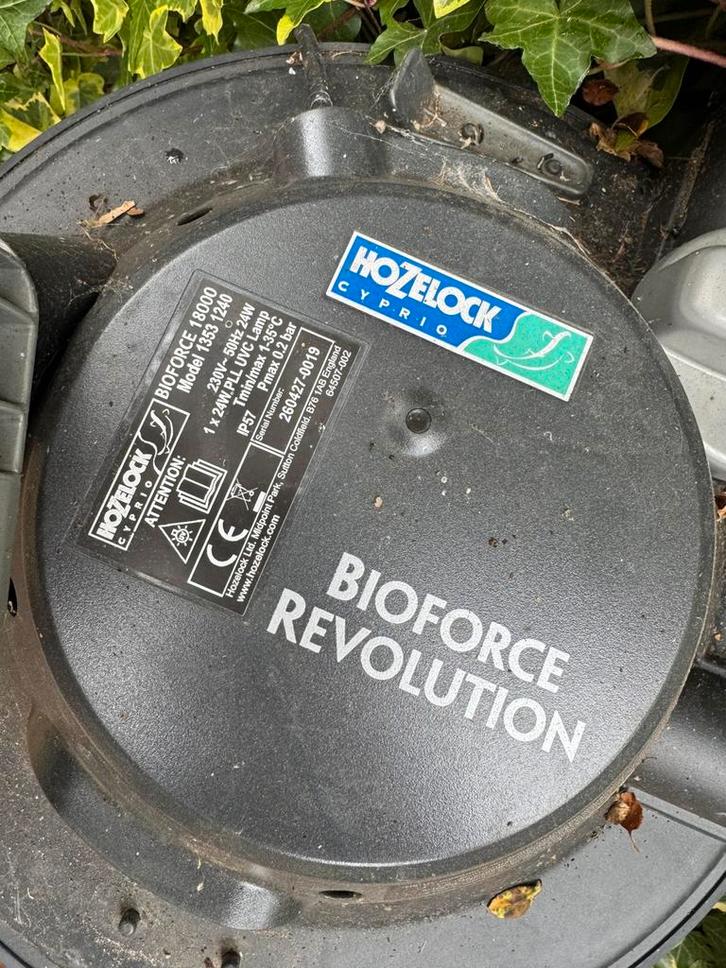 HOZELOCK
CYPRIO
BIOFORCE 18000
Model 1353 1240
230V~ 50Hz 24W
1 x 24W,PLL UVC Lamp
Tmin/max 1-35°C
IP57 Pmax 0.2 bar
HOZELOCK
CYPRIO
ATTENTION:
Serial Number:
260427-0019
CE
Hozelock Ltd. Midpoint Park, Sutton Coldfield. B76 1AB England
www.hozelock.com
64507-002
BIOFORCE
REVOLUTION